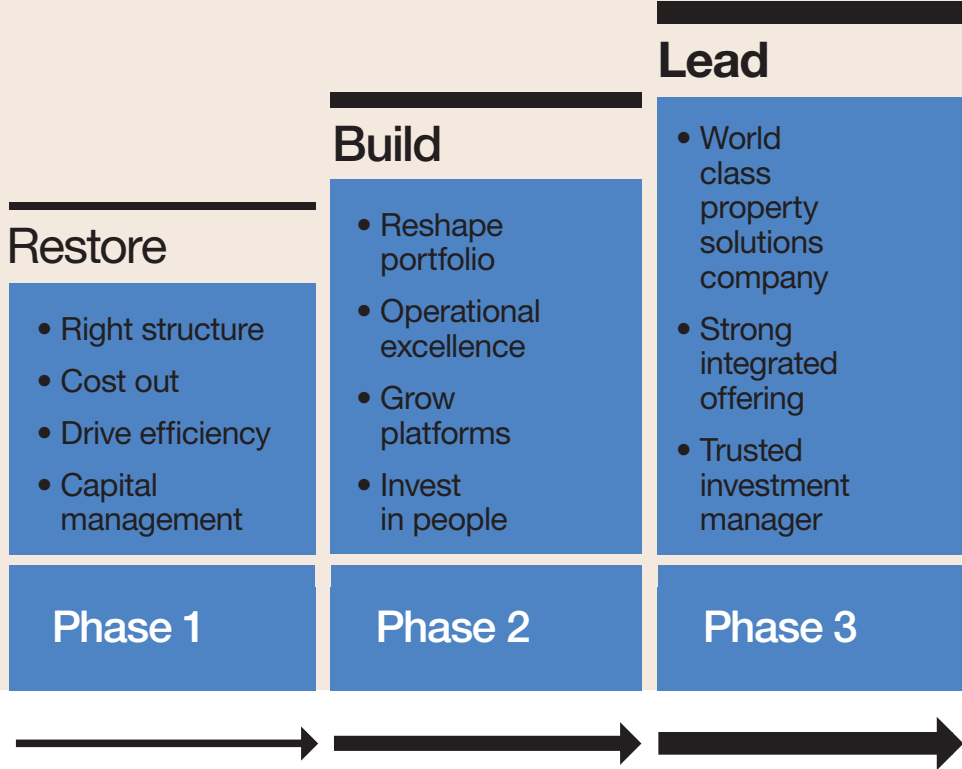 Restore
• Right structure
• Cost out
• Drive efficiency
• Capital
management
Phase 1
Build
• Reshape
portfolio
• Operational
excellence
• Grow
platforms
• Invest
in people
Phase 2
Lead
• World
class
property
solutions
company
• Strong
integrated
offering
• Trusted
investment
manager
Phase 3